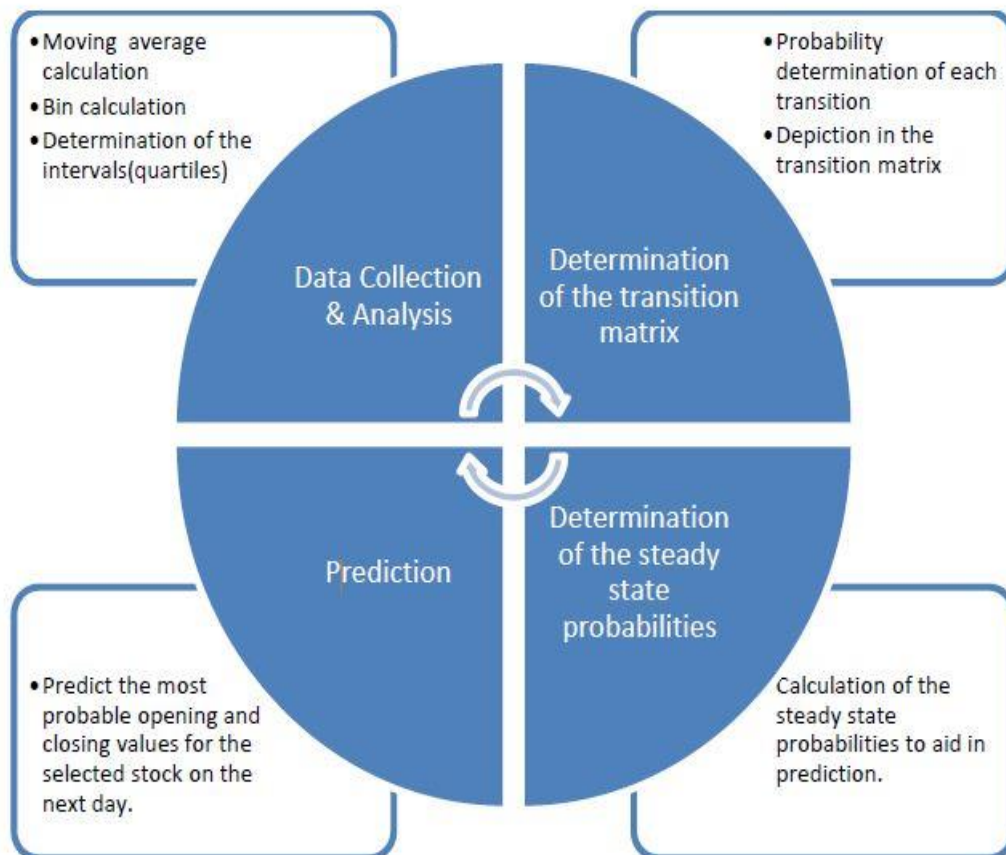 •Moving average
calculation
•Bin calculation
•Determination of the
intervals(quartiles)
•Probability
determination of each
transition
•Depiction in the
transition matrix
Data Collection
& Analysis
Determination
of the transition
matrix
Prediction
Determination
of the steady
state
probabilities
•Predict the most
probable opening and
closing values for the
selected stock on the
next day.
Calculation of the
steady state
probabilities to aid in
prediction.